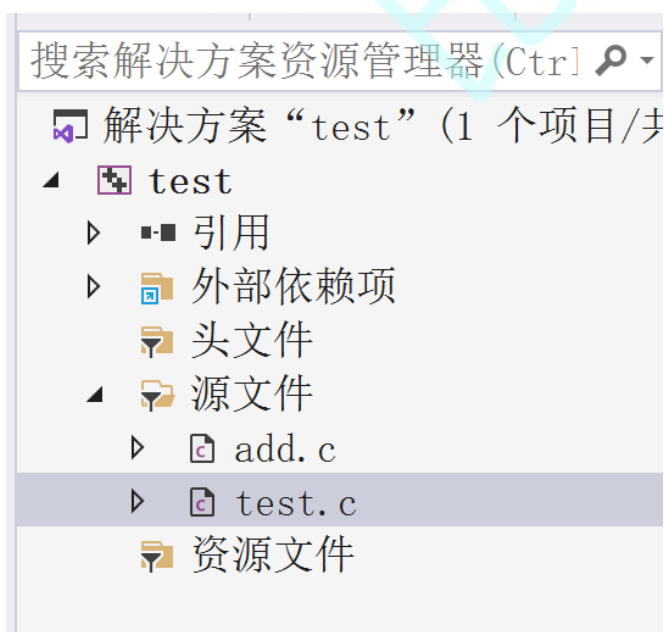 搜索解决方案资源管理器(Ctrl
解决方案“test”(1 个项目/共
test
引用
外部依赖项
头文件
源文件
add.c
test.c
资源文件